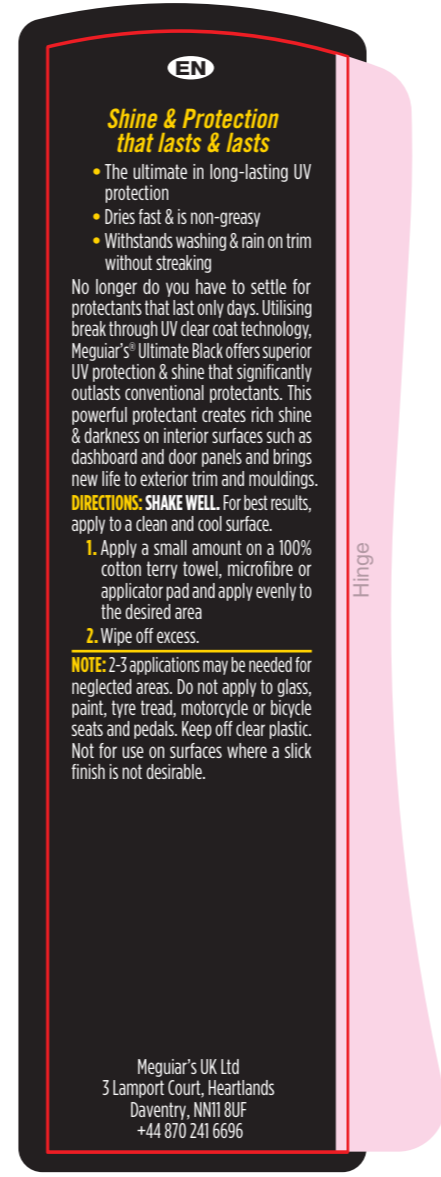 EN
Shine & Protection
that lasts & lasts
• The ultimate in long-lasting UV
protection
• Dries fast & is non-greasy
• Withstands washing & rain on trim
without streaking
No longer do you have to settle for
protectants that last only days. Utilising
break through UV clear coat technology,
Meguiar's® Ultimate Black offers superior
UV protection & shine that significantly
outlasts conventional protectants. This
powerful protectant creates rich shine
& darkness on interior surfaces such as
dashboard and door panels and brings
new life to exterior trim and mouldings.
DIRECTIONS: SHAKE WELL. For best results,
apply to a clean and cool surface.
1. Apply a small amount on a 100%
cotton terry towel, microfibre or
applicator pad and apply evenly to
the desired area
2. Wipe off excess.
NOTE: 2-3 applications may be needed for
neglected areas. Do not apply to glass,
paint, tyre tread, motorcycle or bicycle
seats and pedals. Keep off clear plastic.
Not for use on surfaces where a slick
finish is not desirable.
Hinge
Meguiar's UK Ltd
3 Lamport Court, Heartlands
Daventry, NN11 8UF
+44 870 241 6696